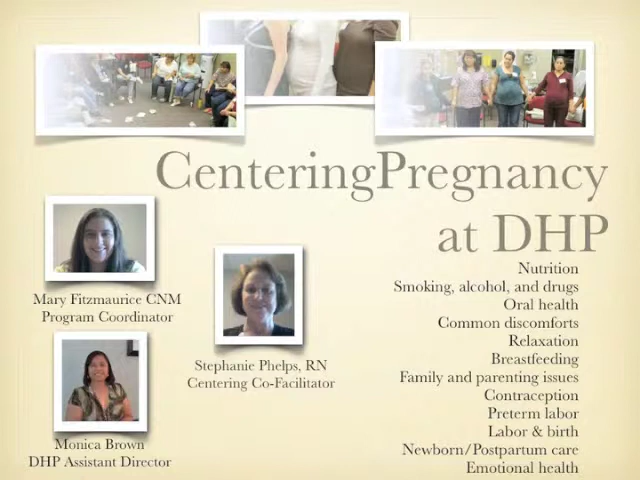 CenteringPregnancy
at DHP
Mary Fitzmaurice CNM
Program Coordinator
Stephanie Phelps, RN
Centering Co-Facilitator
Monica Brown
DHP Assistant Director
Nutrition
Smoking, alcohol, and drugs
Oral health
Common discomforts
Relaxation
Breastfeeding
Family and parenting issues
Contraception
Preterm labor
Labor & birth
Newborn/Postpartum care
Emotional health